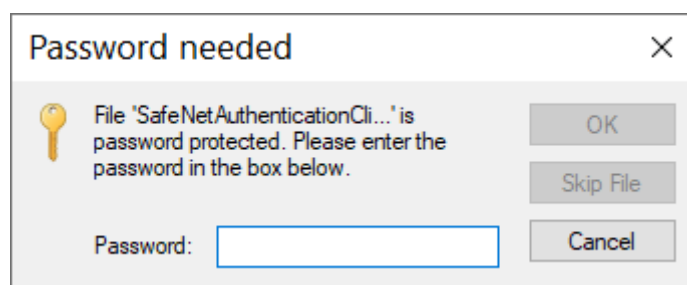 Password needed
File 'SafeNetAuthenticationCli...' is
password protected. Please enter the
password in the box below.
OK
Skip File
Password:
Cancel